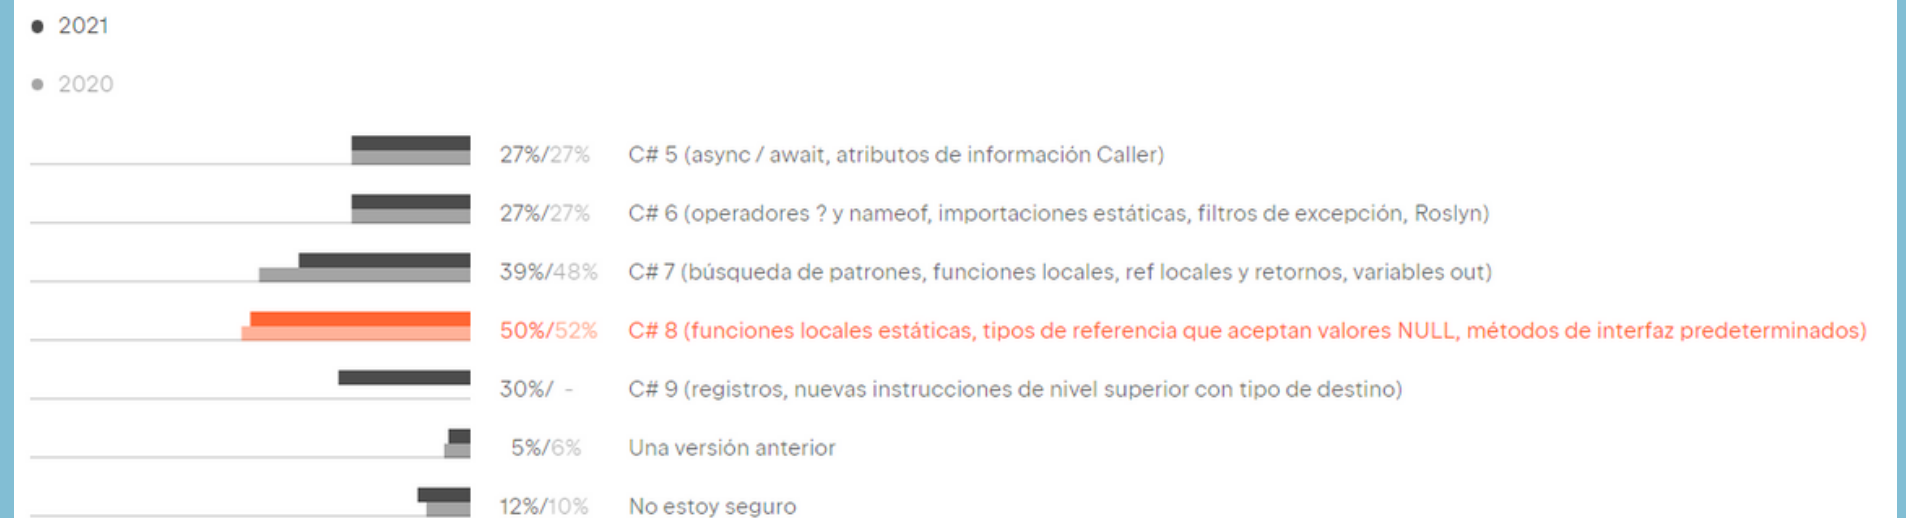 2021
2020
27%/27% C# 5 (async / await, atributos de información Caller)
27%/27% C# 6 (operadores ? y nameof, importaciones estáticas, filtros de excepción, Roslyn)
39%/48% C# 7 (búsqueda de patrones, funciones locales, ref locales y retornos, variables out)
50%/52% C# 8 (funciones locales estáticas, tipos de referencia que aceptan valores NULL, métodos de interfaz predeterminados)
30%/ - C# 9 (registros, nuevas instrucciones de nivel superior con tipo de destino)
5%/6% Una versión anterior
12%/10% No estoy seguro